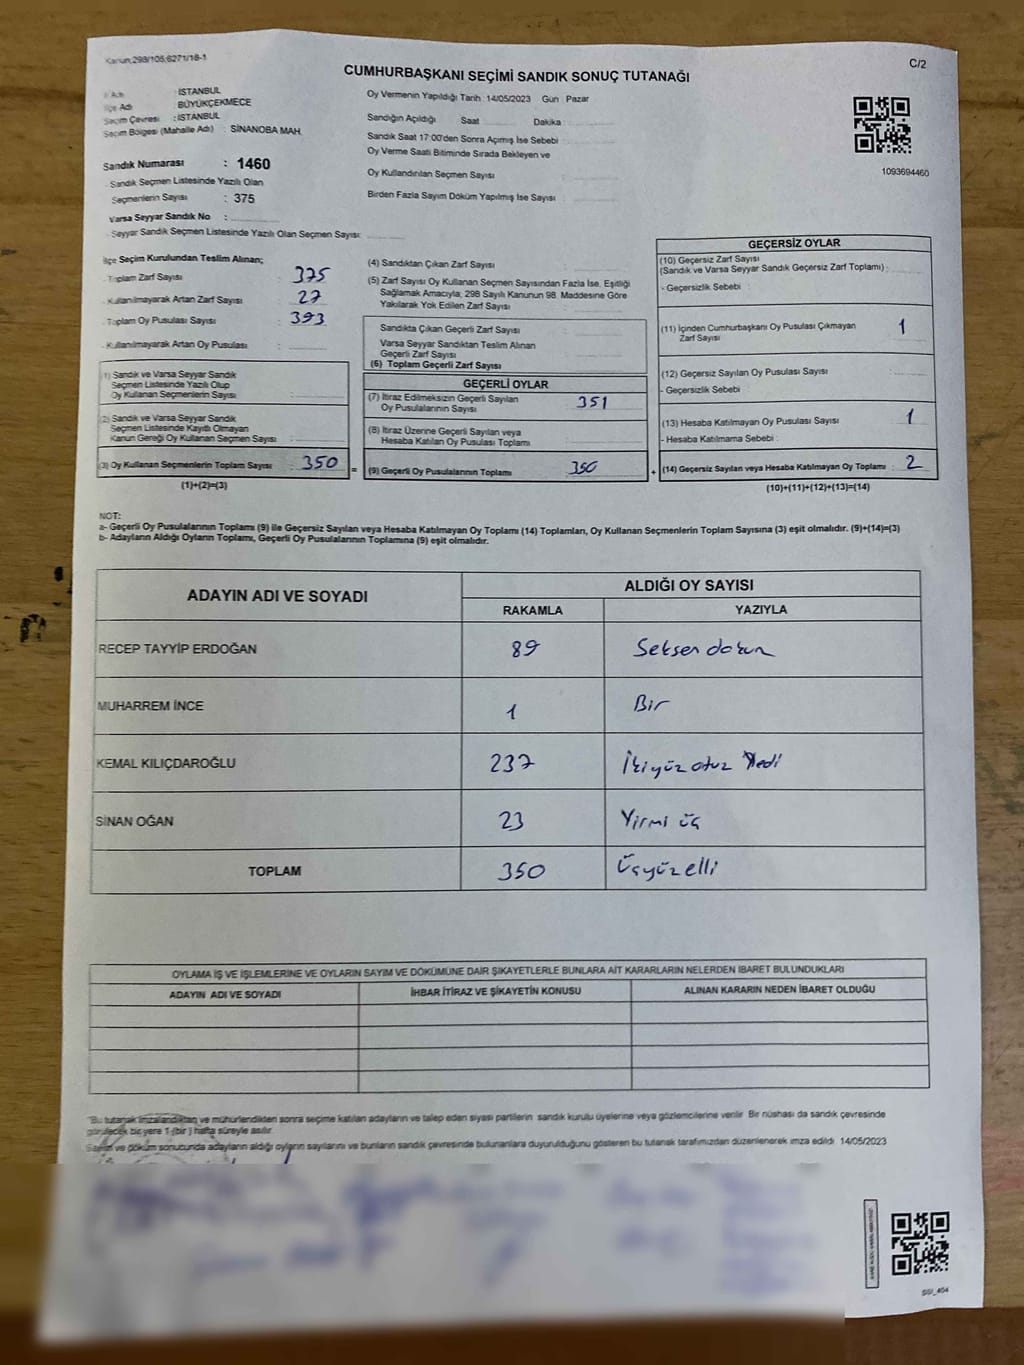 Kanun;298/105;6271/18-1
C/2
CUMHURBAŞKANI SEÇİMİ SANDIK SONUÇ TUTANAĞI
İl Adı : İSTANBUL
İlçe Adı : BÜYÜKÇEKMECE
Seçim Çevresi : İSTANBUL
Seçim Bölgesi (Mahalle Adı) : SİNANOBA MAH.
Sandık Numarası : 1460
Sandık Seçmen Listesinde Yazılı Olan
Seçmenlerin Sayısı : 375
Varsa Seyyar Sandık No :
Seyyar Sandık Seçmen Listesinde Yazılı Olan Seçmen Sayısı:
Oy Vermenin Yapıldığı Tarih :14/05/2023 Gün : Pazar
Sandığın Açıldığı Saat Dakika :
Sandık Saat 17:00'den Sonra Açımış İse Sebebi :
Oy Verme Saati Bitiminde Sırada Bekleyen ve
Oy Kullandırılan Seçmen Sayısı :
Birden Fazla Sayım Döküm Yapılmış İse Sayısı :
1093694460
İlçe Seçim Kurulundan Teslim Alınan;
Toplam Zarf Sayısı : 375
Kullanılmayarak Artan Zarf Sayısı : 27
Toplam Oy Pusulası Sayısı : 393
Kullanılmayarak Artan Oy Pusulası :
(1) Sandık ve Varsa Seyyar Sandık
Seçmen Listesinde Yazılı Olup
Oy Kullanan Seçmenlerin Sayısı :
(2) Sandık ve Varsa Seyyar Sandık
Seçmen Listesinde Kayıtlı Olmayan
Kanun Gereği Oy Kullanan Seçmen Sayısı :
(3) Oy Kullanan Seçmenlerin Toplam Sayısı : 350
(1)+(2)=(3)
(4) Sandıktan Çıkan Zarf Sayısı :
(5) Zarf Sayısı Oy Kullanan Seçmen Sayısından Fazla İse, Eşitliği
Sağlamak Amacıyla, 298 Sayılı Kanunun 98. Maddesine Göre
Yakılarak Yok Edilen Zarf Sayısı :
Sandıkta Çıkan Geçerli Zarf Sayısı :
Varsa Seyyar Sandıktan Teslim Alınan
Geçerli Zarf Sayısı :
(6) Toplam Geçerli Zarf Sayısı :
GEÇERLİ OYLAR
(7) İtiraz Edilmeksizin Geçerli Sayılan
Oy Pusulalarının Sayısı : 351
(8) İtiraz Üzerine Geçerli Sayılan veya
Hesaba Katılan Oy Pusulası Toplamı :
= (9) Geçerli Oy Pusulalarının Toplamı : 350
GEÇERSİZ OYLAR
(10) Geçersiz Zarf Sayısı
(Sandık ve Varsa Seyyar Sandık Geçersiz Zarf Toplamı) :
- Geçersizlik Sebebi :
(11) İçinden Cumhurbaşkanı Oy Pusulası Çıkmayan
Zarf Sayısı : 1
(12) Geçersiz Sayılan Oy Pusulası Sayısı :
- Geçersizlik Sebebi :
(13) Hesaba Katılmayan Oy Pusulası Sayısı : 1
- Hesaba Katılmama Sebebi :
+ (14) Geçersiz Sayılan veya Hesaba Katılmayan Oy Toplamı : 2
(10)+(11)+(12)+(13)=(14)
NOT:
a- Geçerli Oy Pusulalarının Toplamı (9) ile Geçersiz Sayılan veya Hesaba Katılmayan Oy Toplamı (14) Toplamları, Oy Kullanan Seçmenlerin Toplam Sayısına (3) eşit olmalıdır. (9)+(14)=(3)
b- Adayların Aldığı Oyların Toplamı, Geçerli Oy Pusulalarının Toplamına (9) eşit olmalıdır.
ADAYIN ADI VE SOYADI
ALDIĞI OY SAYISI
RAKAMLA YAZIYLA
RECEP TAYYİP ERDOĞAN 89 Seksen dokuz
MUHARREM İNCE 1 Bir
KEMAL KILIÇDAROĞLU 237 İkiyüz otuz Yedi
SİNAN OĞAN 23 Yirmi üç
TOPLAM 350 Üçyüz elli
OYLAMA İŞ VE İŞLEMLERİNE VE OYLARIN SAYIM VE DÖKÜMÜNE DAİR ŞİKAYETLERLE BUNLARA AİT KARARLARIN NELERDEN İBARET BULUNDUKLARI
ADAYIN ADI VE SOYADI İHBAR İTİRAZ VE ŞİKAYETİN KONUSU ALINAN KARARIN NEDEN İBARET OLDUĞU
*Bu tutanak imzalandıktan ve mühürlendikten sonra seçime katılan adayların ve talep eden siyasi partilerin sandık kurulu üyelerine veya gözlemcilerine verilir. Bir nüshası da sandık çevresinde
görülecek bir yere 1 (bir ) hafta süreyle asılır.
Sayım ve döküm sonucunda adayların aldığı oyların sayılarını ve bunların sandık çevresinde bulunanlara duyurulduğunu gösteren bu tutanak tarafımızdan düzenlenerek imza edildi. 14/05/2023